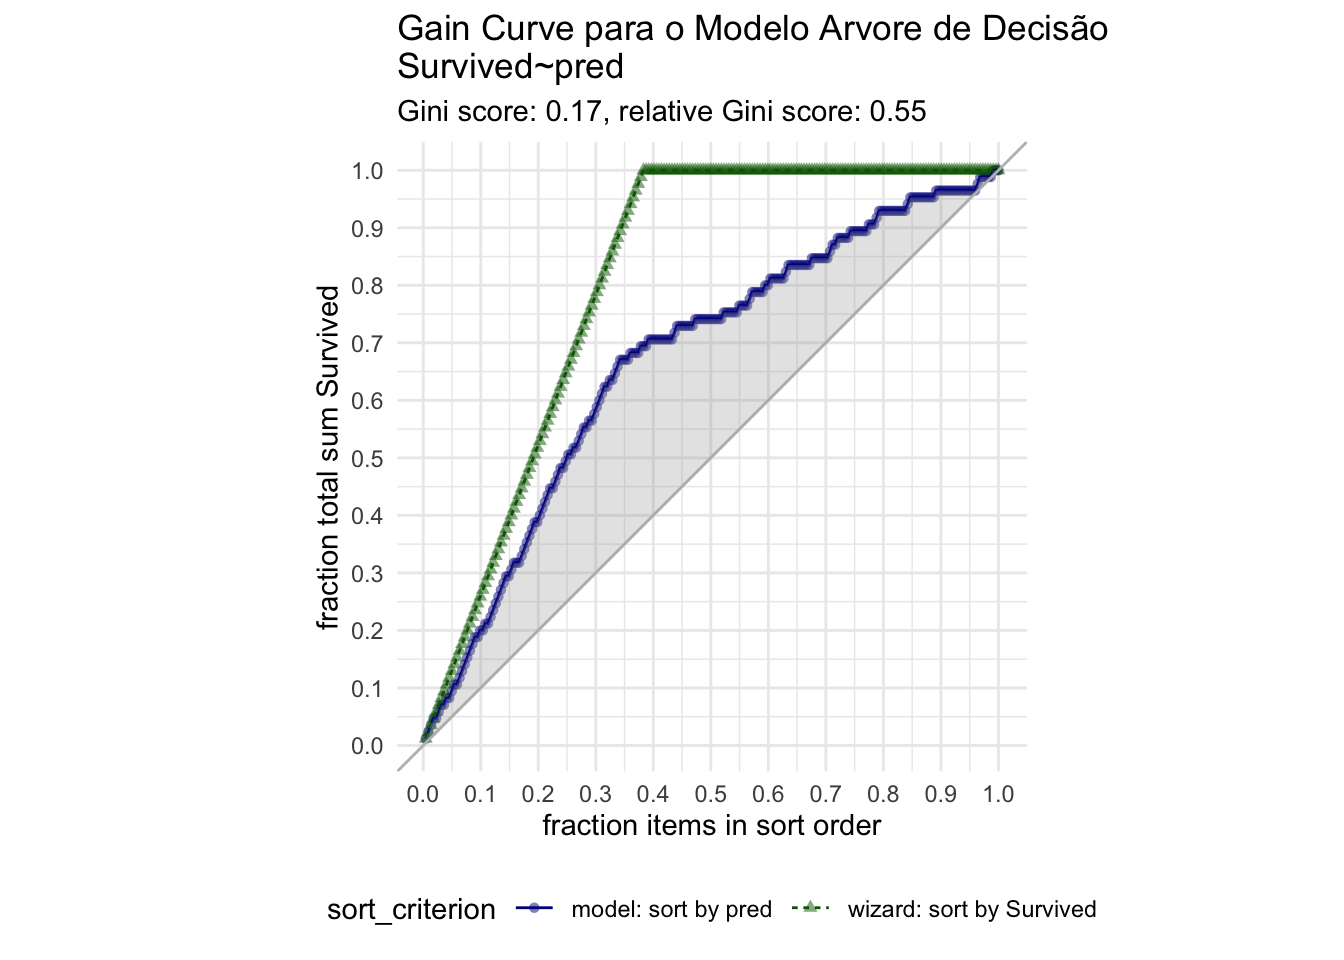 Gain Curve para o Modelo Arvore de Decisão
Survived~pred
Gini score: 0.17, relative Gini score: 0.55
fraction total sum Survived
1.0
0.9
0.8
0.7
0.6
0.5
0.4
0.3
0.2
0.1
0.0
0.0 0.1 0.2 0.3 0.4 0.5 0.6 0.7 0.8 0.9 1.0
fraction items in sort order
sort_criterion model: sort by pred wizard: sort by Survived